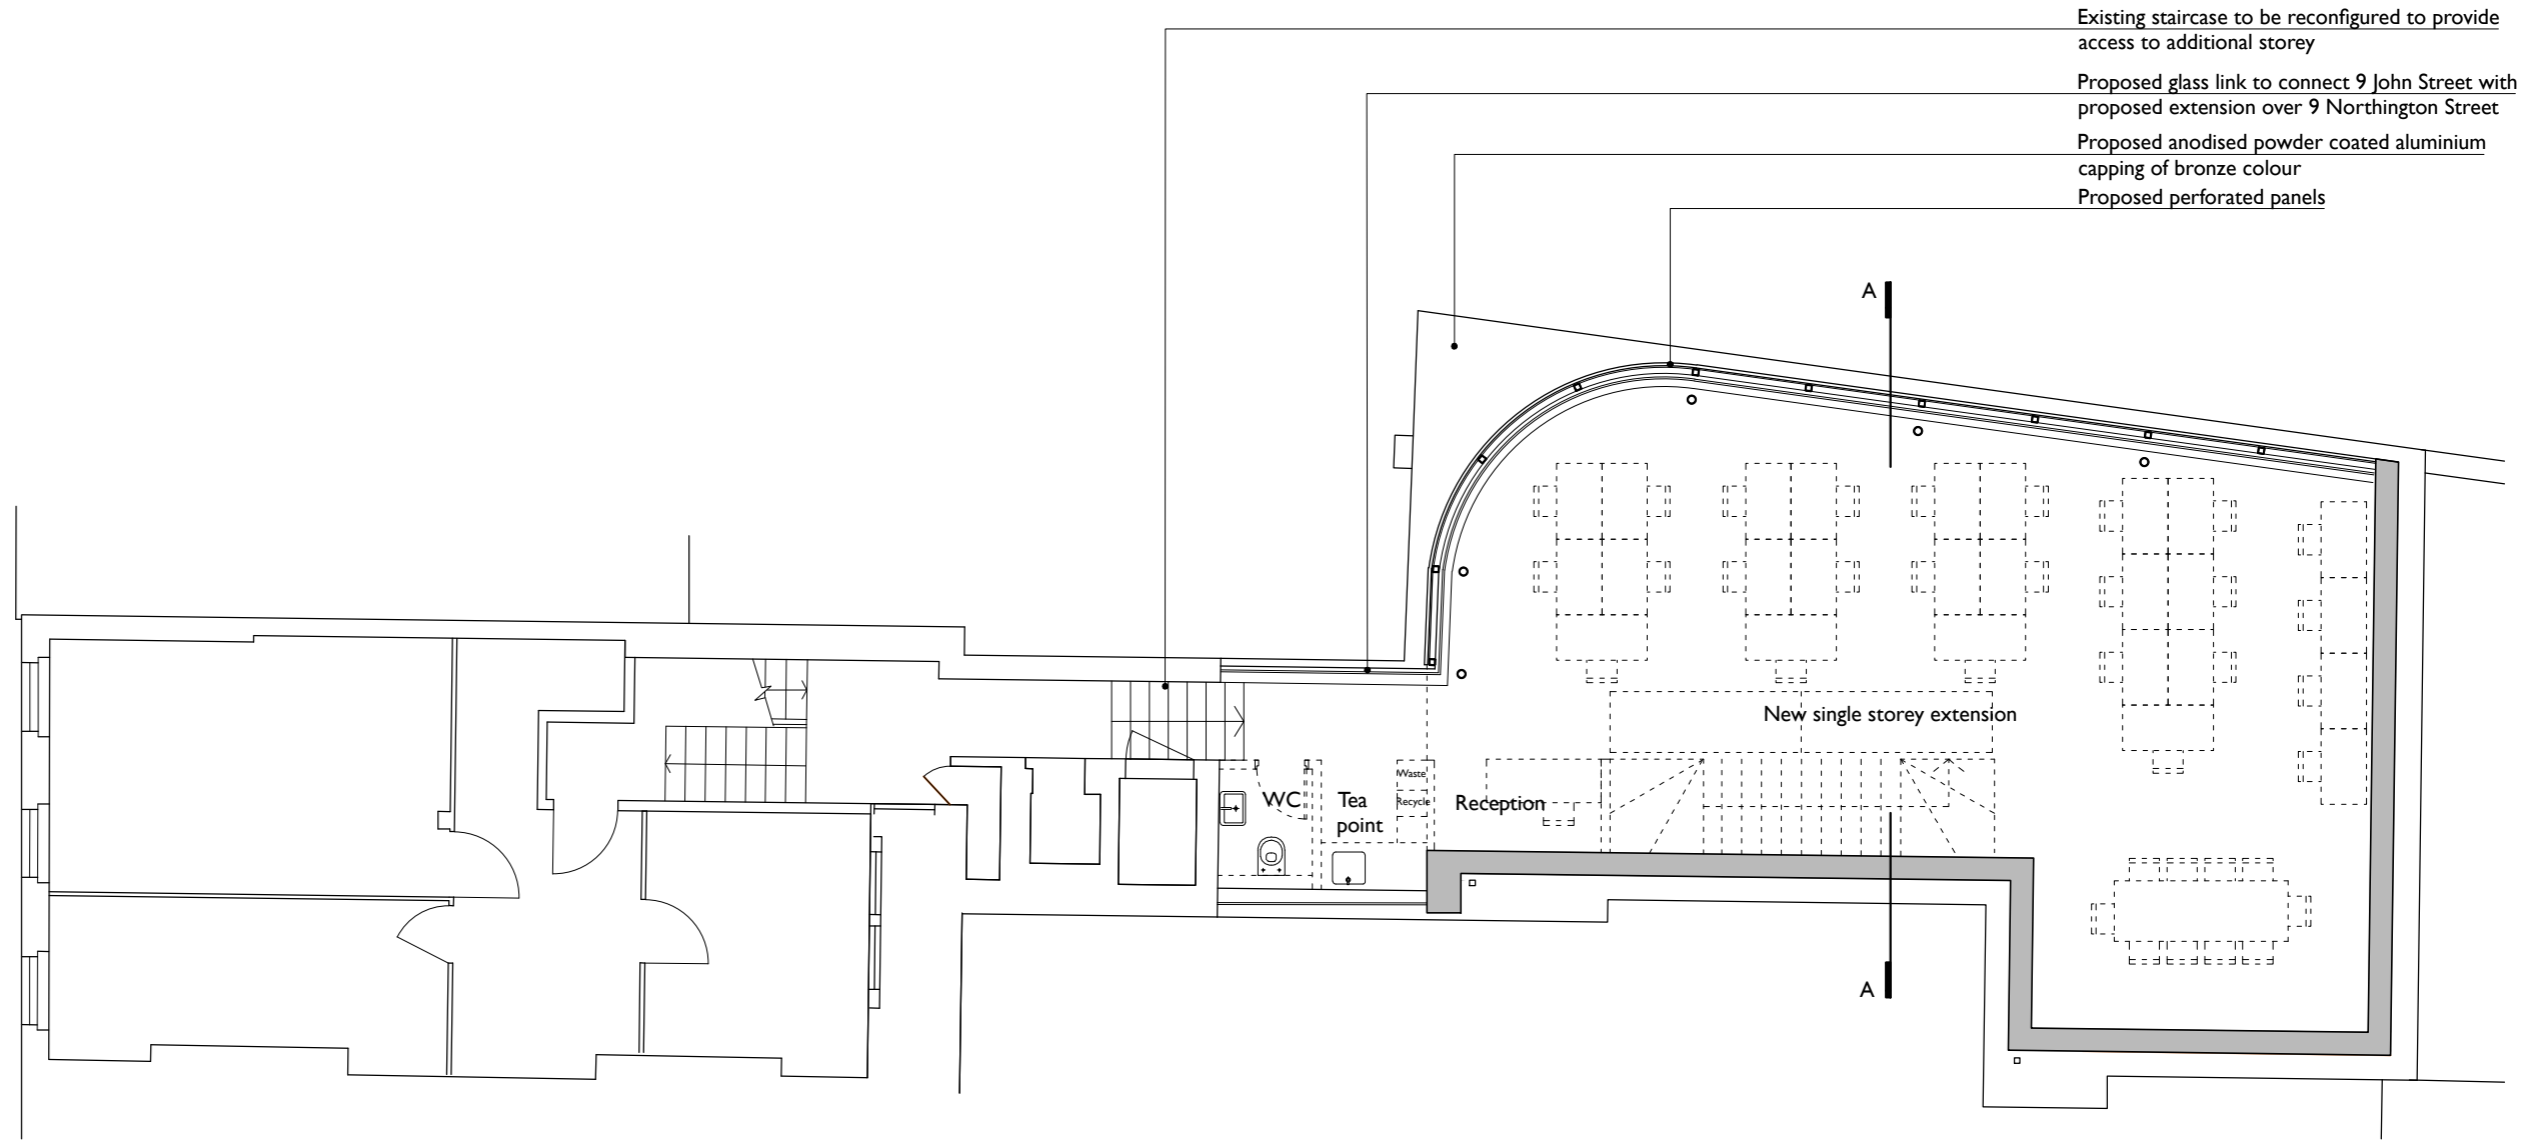 Existing staircase to be reconfigured to provide
access to additional storey
Proposed glass link to connect 9 John Street with
proposed extension over 9 Northington Street
Proposed anodised powder coated aluminium
capping of bronze colour
Proposed perforated panels
A
New single storey extension
Waste
WC
Tea
point
Recycle
Reception
A